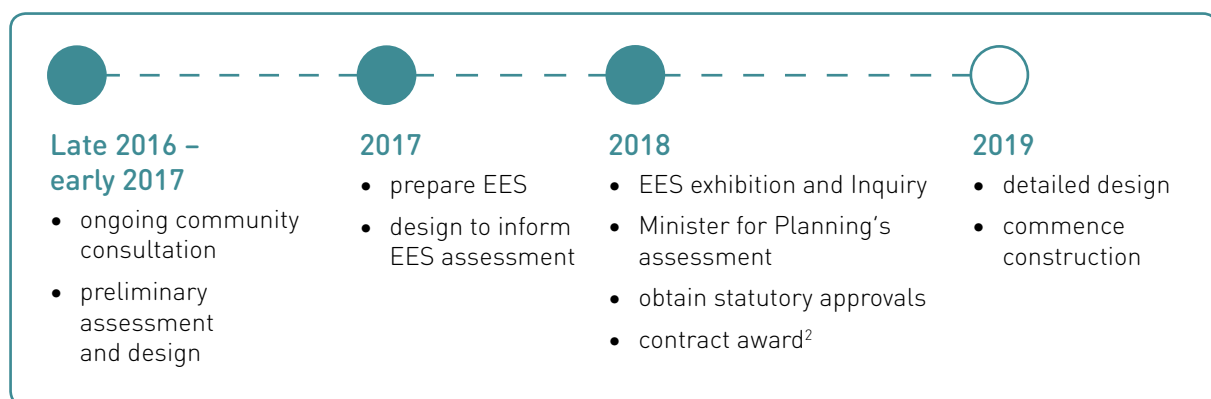 Late 2016 –
early 2017
• ongoing community
consultation
• preliminary
assessment
and design
2017
• prepare EES
• design to inform
EES assessment
2018
• EES exhibition and Inquiry
• Minister for Planning‘s
assessment
• obtain statutory approvals
• contract award²
2019
• detailed design
• commence
construction